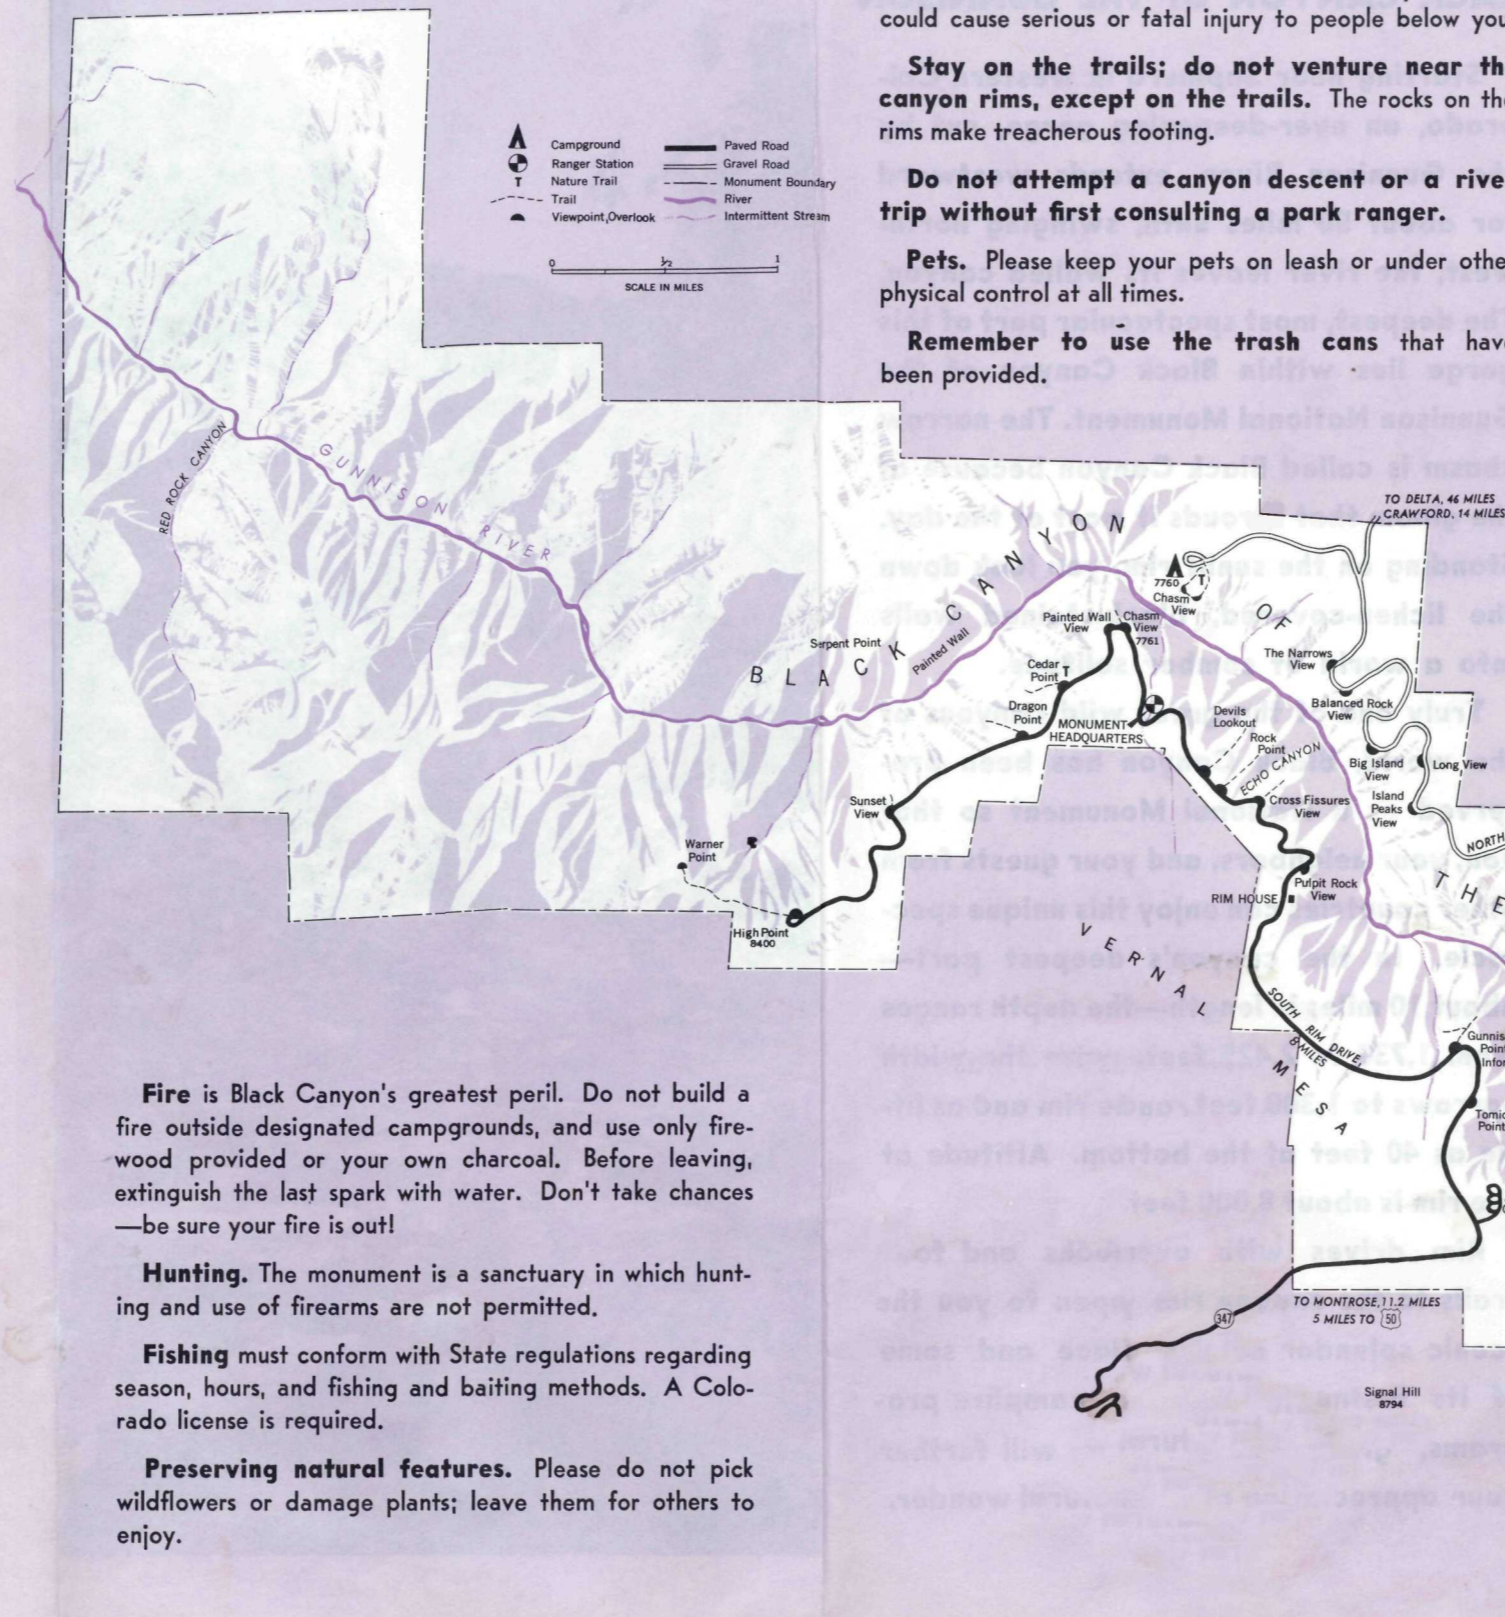 could cause serious or fatal injury to people below you
Stay on the trails; do not venture near th
canyon rims, except on the trails. The rocks on the
rims make treacherous footing.
Do not attempt a canyon descent or a rive
trip without first consulting a park ranger.
Pets. Please keep your pets on leash or under othe
physical control at all times.
Remember to use the trash cans that have
been provided.
Campground
Ranger Station
T Nature Trail
Trail
Viewpoint, Overlook
Paved Road
Gravel Road
Monument Boundary
River
Intermittent Stream
0 ½ 1
SCALE IN MILES
RED ROCK CANYON
GUNNISON RIVER
BLACK CANYON OF THE
TO DELTA, 46 MILES
CRAWFORD, 14 MILES
7760
T
Chasm
View
Painted Wall
View
Chasm
View
7761
Serpent Point
Painted Wall
Cedar
Point
T
Dragon
Point
MONUMENT
HEADQUARTERS
The Narrows
View
Balanced Rock
View
Devils
Lookout
Rock
Point
ECHO CANYON
Big Island
View
Long View
Cross Fissures
View
Island
Peaks
View
NORTH
Sunset
View
Warner
Point
High Point
8400
Pulpit Rock
View
RIM HOUSE
VERNAL MESA
SOUTH RIM DRIVE,
8 MILES
Gunnis
Point
Infor
Tomic
Point
TO MONTROSE, 11.2 MILES
5 MILES TO 50
347
Signal Hill
8794
Fire is Black Canyon's greatest peril. Do not build a
fire outside designated campgrounds, and use only fire-
wood provided or your own charcoal. Before leaving,
extinguish the last spark with water. Don't take chances
—be sure your fire is out!
Hunting. The monument is a sanctuary in which hunt-
ing and use of firearms are not permitted.
Fishing must conform with State regulations regarding
season, hours, and fishing and baiting methods. A Colo-
rado license is required.
Preserving natural features. Please do not pick
wildflowers or damage plants; leave them for others to
enjoy.